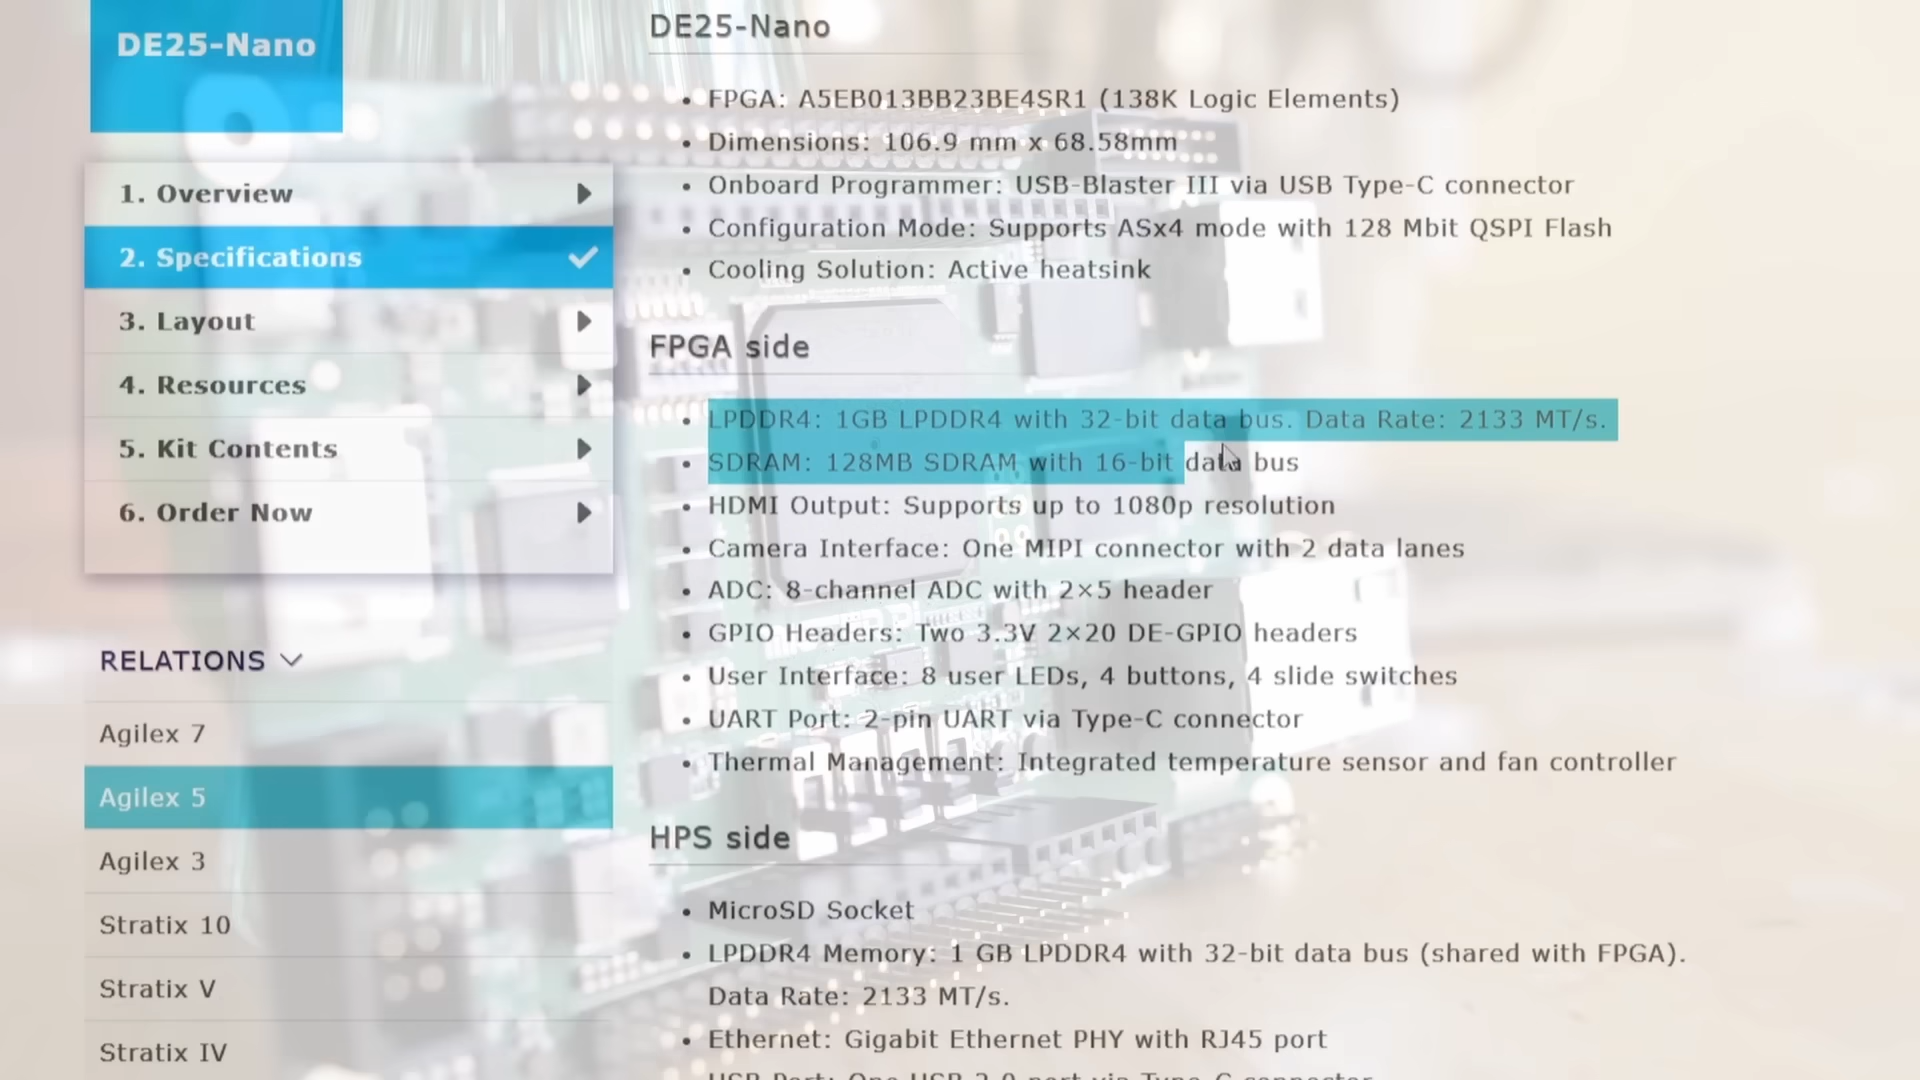 DE25-Nano
1. Overview
2. Specifications
3. Layout
4. Resources
5. Kit Contents
6. Order Now
RELATIONS
Agilex 7
Agilex 5
Agilex 3
Stratix 10
Stratix V
Stratix IV
DE25-Nano
• FPGA: A5EB013BB23BE4SR1 (138K Logic Elements)
• Dimensions: 106.9 mm x 68.58mm
• Onboard Programmer: USB-Blaster III via USB Type-C connector
• Configuration Mode: Supports ASx4 mode with 128 Mbit QSPI Flash
• Cooling Solution: Active heatsink
FPGA side
• LPDDR4: 1GB LPDDR4 with 32-bit data bus. Data Rate: 2133 MT/s.
• SDRAM: 128MB SDRAM with 16-bit data bus
• HDMI Output: Supports up to 1080p resolution
• Camera Interface: One MIPI connector with 2 data lanes
• ADC: 8-channel ADC with 2×5 header
• GPIO Headers: Two 3.3V 2×20 DE-GPIO headers
• User Interface: 8 user LEDs, 4 buttons, 4 slide switches
• UART Port: 2-pin UART via Type-C connector
• Thermal Management: Integrated temperature sensor and fan controller
HPS side
• MicroSD Socket
• LPDDR4 Memory: 1 GB LPDDR4 with 32-bit data bus (shared with FPGA).
Data Rate: 2133 MT/s.
• Ethernet: Gigabit Ethernet PHY with RJ45 port